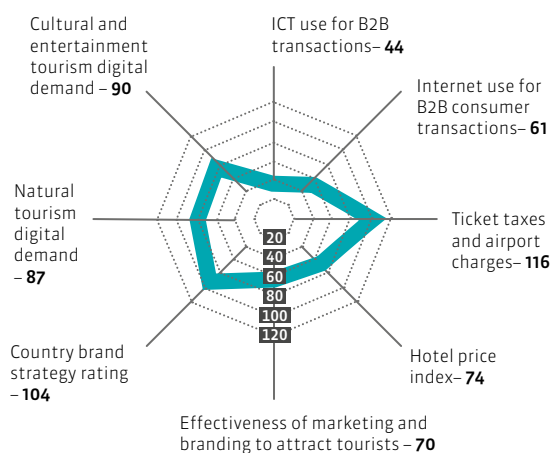 Cultural and
entertainment
tourism digital
demand – 90
ICT use for B2B
transactions– 44
Internet use for
B2B consumer
transactions– 61
Natural
tourism
digital
demand
– 87
Ticket taxes
and airport
charges– 116
20
40
60
80
100
120
Country brand
strategy rating
– 104
Hotel price
index– 74
Effectiveness of marketing and
branding to attract tourists – 70